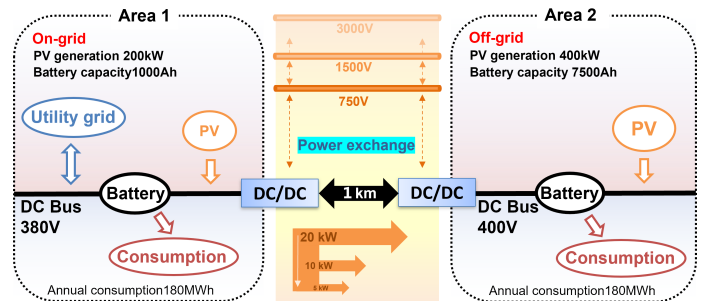 Area 1
On-grid
PV generation 200kW
Battery capacity1000Ah
Utility grid
PV
Battery
DC Bus
380V
Consumption
Annual consumption180MWh
3000V
1500V
750V
Power exchange
DC/DC
1 km
DC/DC
20 kW
10 kW
5 kW
Area 2
Off-grid
PV generation 400kW
Battery capacity 7500Ah
PV
Battery
DC Bus
400V
Consumption
Annual consumption180MWh